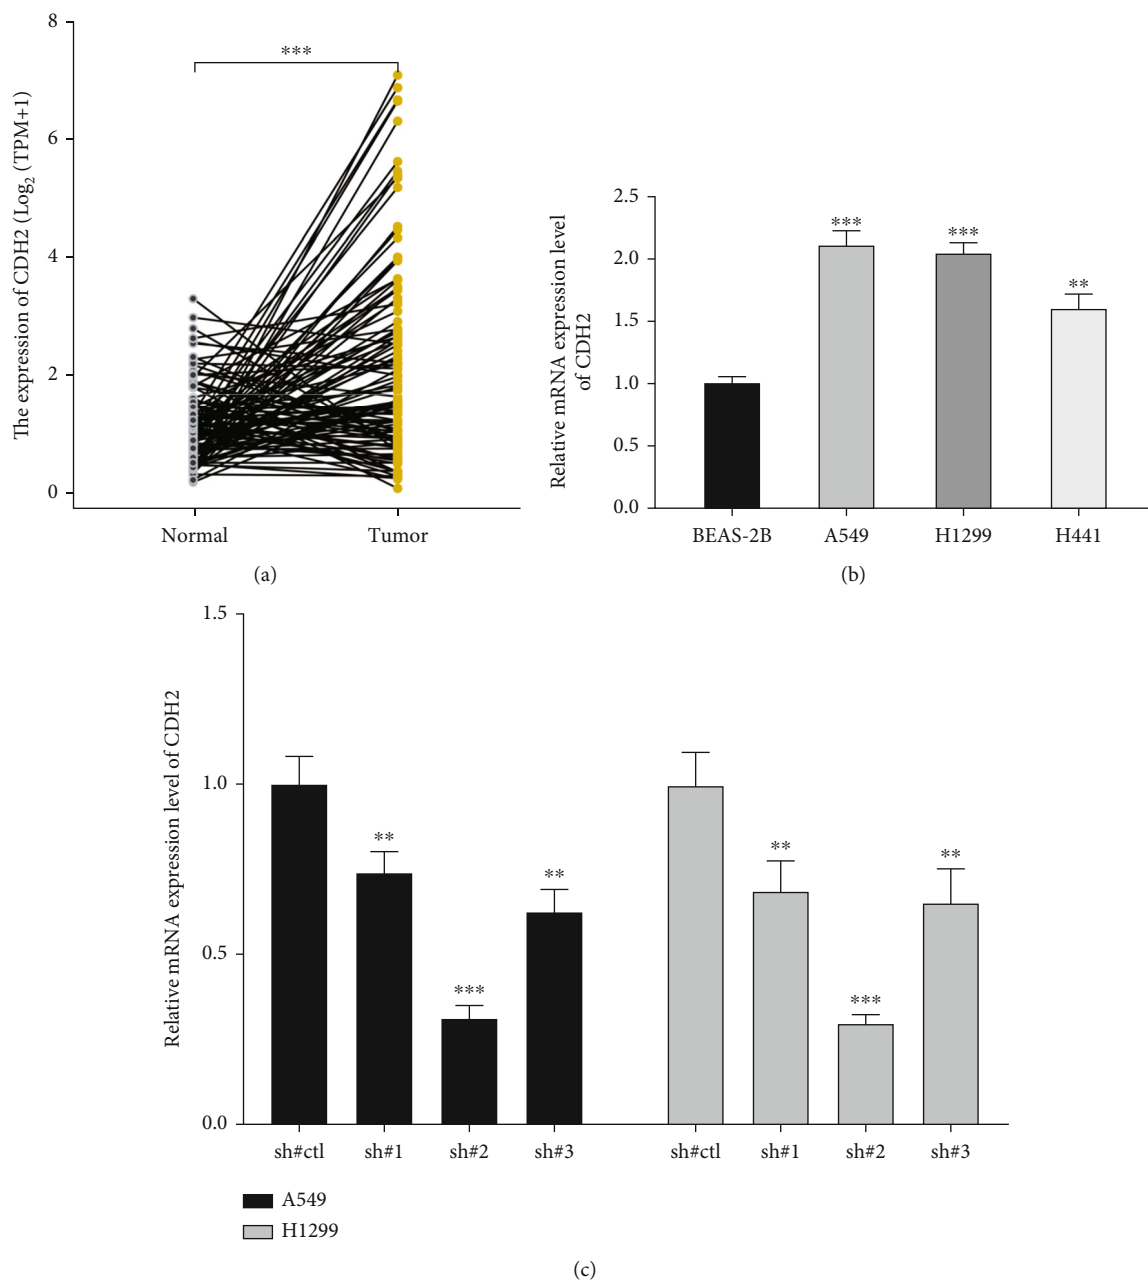 The expression of CDH2 (Log2 (TPM+1)
8
6
4
2
0
***
Normal
Tumor
(a)
Relative mRNA expression level
of CDH2
2.5
2.0
1.5
1.0
0.5
0.0
***
***
**
BEAS-2B
A549
H1299
H441
(b)
Relative mRNA expression level of CDH2
1.5
1.0
0.5
0.0
**
***
**
**
***
**
sh#ctl
sh#1
sh#2
sh#3
sh#ctl
sh#1
sh#2
sh#3
A549
H1299
(c)